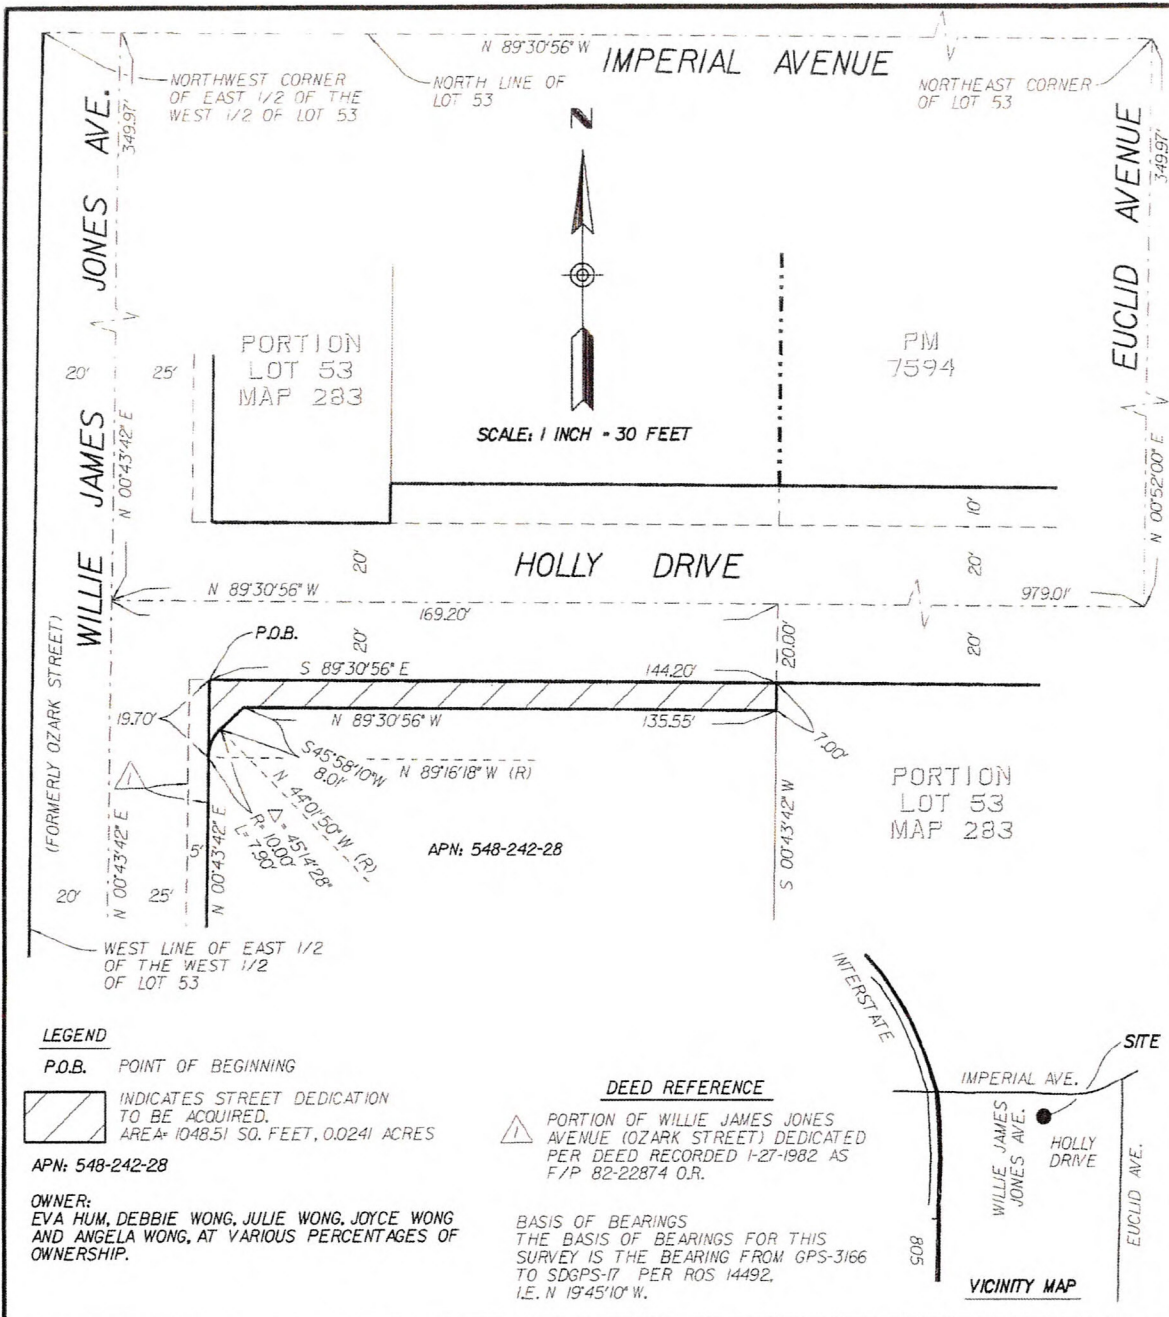 N 89°30'56" W
IMPERIAL AVENUE
NORTHWEST CORNER
OF EAST 1/2 OF THE
WEST 1/2 OF LOT 53
NORTH LINE OF
LOT 53
NORTHEAST CORNER
OF LOT 53
349.97'
349.97'
WILLIE JAMES JONES AVE.
EUCLID AVENUE
N
PORTION
LOT 53
MAP 283
PM
7594
20'
25'
N 00°43'42" E
SCALE: 1 INCH = 30 FEET
N 00°52'00" E
10'
20'
HOLLY DRIVE
20'
N 89°30'56" W
979.01'
169.20'
(FORMERLY OZARK STREET)
P.O.B.
20'
20.00'
20'
S 89°30'56" E
144.20'
19.70'
N 89°30'56" W
135.55'
7.00'
S45°58'10"W
8.01'
N 89°16'18" W (R)
1
N 44°01'50" W (R)
Δ = 45°14'28"
R= 10.00'
L= 7.90'
PORTION
LOT 53
MAP 283
APN: 548-242-28
N 00°43'42" E
5'
N 00°43'42" E
S 00°43'42" W
20'
25'
WEST LINE OF EAST 1/2
OF THE WEST 1/2
OF LOT 53
LEGEND
P.O.B. POINT OF BEGINNING
INDICATES STREET DEDICATION
TO BE ACQUIRED.
AREA= 1048.51 SQ. FEET, 0.0241 ACRES
APN: 548-242-28
OWNER:
EVA HUM, DEBBIE WONG, JULIE WONG, JOYCE WONG
AND ANGELA WONG, AT VARIOUS PERCENTAGES OF
OWNERSHIP.
DEED REFERENCE
1
PORTION OF WILLIE JAMES JONES
AVENUE (OZARK STREET) DEDICATED
PER DEED RECORDED 1-27-1982 AS
F/P 82-22874 O.R.
BASIS OF BEARINGS
THE BASIS OF BEARINGS FOR THIS
SURVEY IS THE BEARING FROM GPS-3166
TO SDGPS-17 PER ROS 14492.
I.E. N 19°45'10" W.
INTERSTATE
805
SITE
IMPERIAL AVE.
WILLIE JAMES
JONES AVE.
HOLLY
DRIVE
EUCLID AVE.
VICINITY MAP